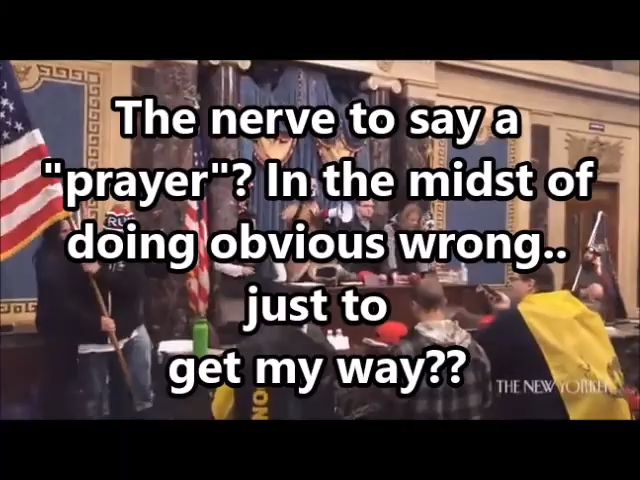 The nerve to say a
"prayer"? In the midst of
doing obvious wrong..
just to
get my way??
THE NEW YORKER
NO